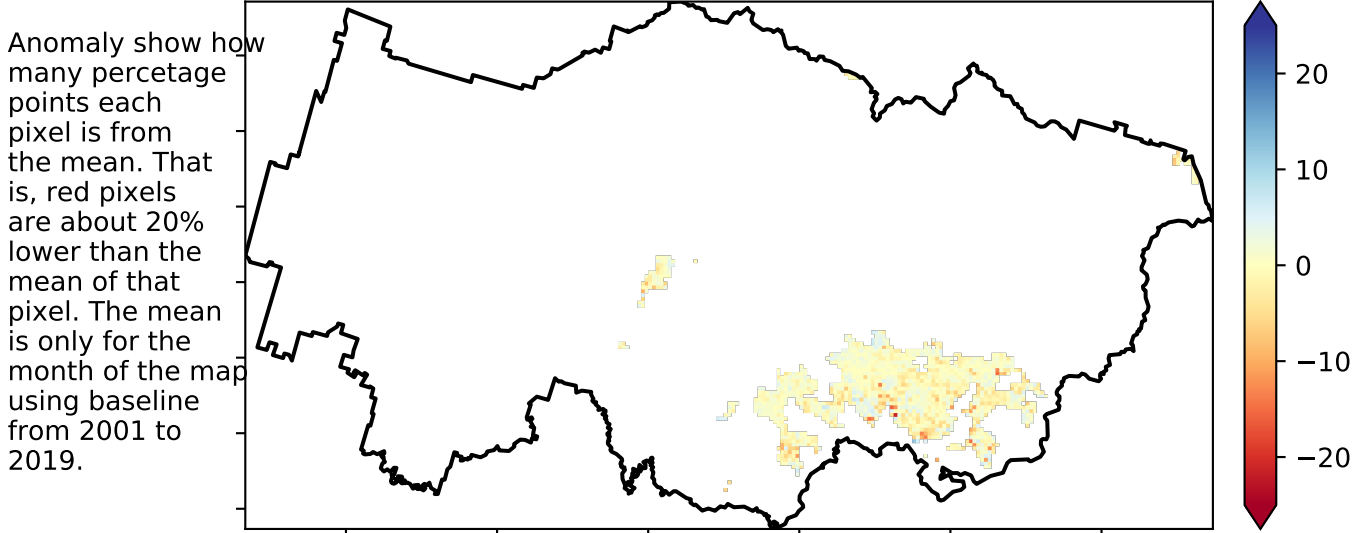 Anomaly show how
many percetage
points each
pixel is from
the mean. That
is, red pixels
are about 20%
lower than the
mean of that
pixel. The mean
is only for the
month of the map
using baseline
from 2001 to
2019.
20
10
0
−10
−20